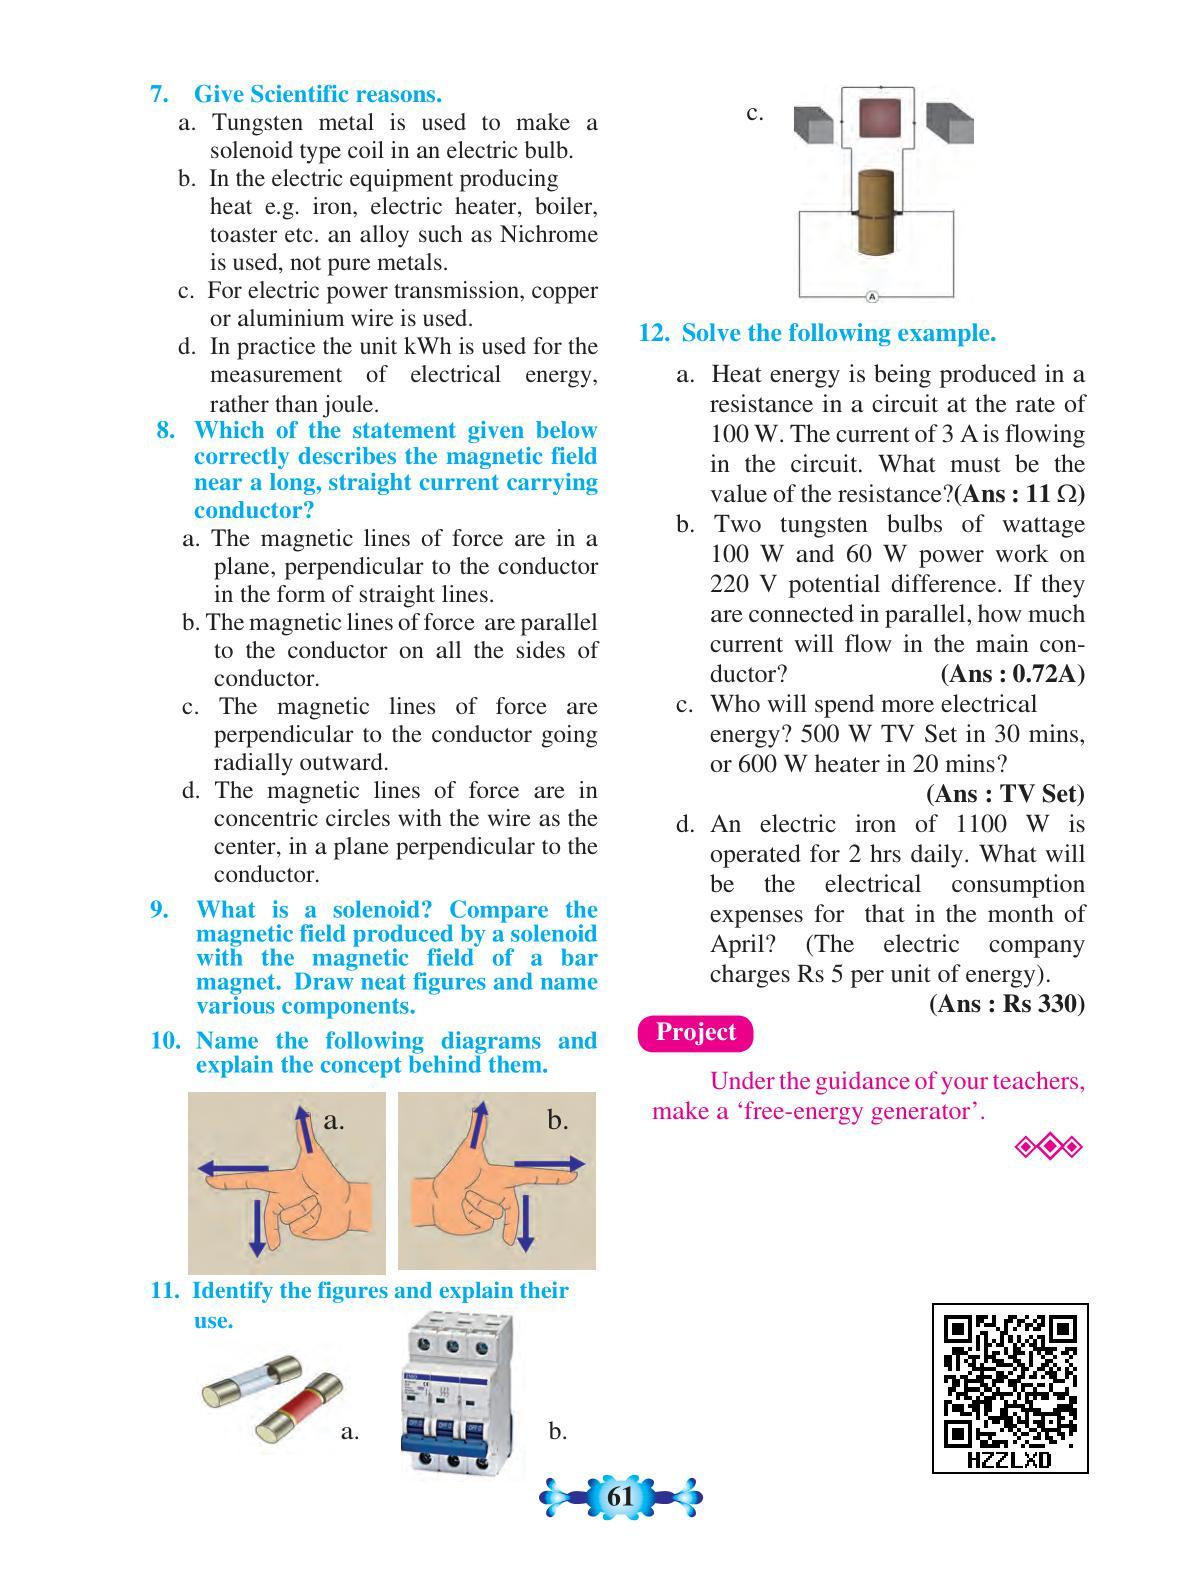 7. Give Scientific reasons.
a. Tungsten metal is used to make a
solenoid type coil in an electric bulb.
b. In the electric equipment producing
heat e.g. iron, electric heater, boiler,
toaster etc. an alloy such as Nichrome
is used, not pure metals.
c. For electric power transmission, copper
or aluminium wire is used.
d. In practice the unit kWh is used for the
measurement of electrical energy,
rather than joule.
8. Which of the statement given below
correctly describes the magnetic field
near a long, straight current carrying
conductor?
a. The magnetic lines of force are in a
plane, perpendicular to the conductor
in the form of straight lines.
b. The magnetic lines of force are parallel
to the conductor on all the sides of
conductor.
c. The magnetic lines of force are
perpendicular to the conductor going
radially outward.
d. The magnetic lines of force are in
concentric circles with the wire as the
center, in a plane perpendicular to the
conductor.
9. What is a solenoid? Compare the
magnetic field produced by a solenoid
with the magnetic field of a bar
magnet. Draw neat figures and name
various components.
10. Name the following diagrams and
explain the concept behind them.
a.
b.
11. Identify the figures and explain their
use.
a.
b.
c.
A
12. Solve the following example.
a. Heat energy is being produced in a
resistance in a circuit at the rate of
100 W. The current of 3 A is flowing
in the circuit. What must be the
value of the resistance?(Ans : 11 Ω)
b. Two tungsten bulbs of wattage
100 W and 60 W power work on
220 V potential difference. If they
are connected in parallel, how much
current will flow in the main con-
ductor? (Ans : 0.72A)
c. Who will spend more electrical
energy? 500 W TV Set in 30 mins,
or 600 W heater in 20 mins?
(Ans : TV Set)
d. An electric iron of 1100 W is
operated for 2 hrs daily. What will
be the electrical consumption
expenses for that in the month of
April? (The electric company
charges Rs 5 per unit of energy).
(Ans : Rs 330)
Project
Under the guidance of your teachers,
make a ‘free-energy generator’.
HZZLXD
61